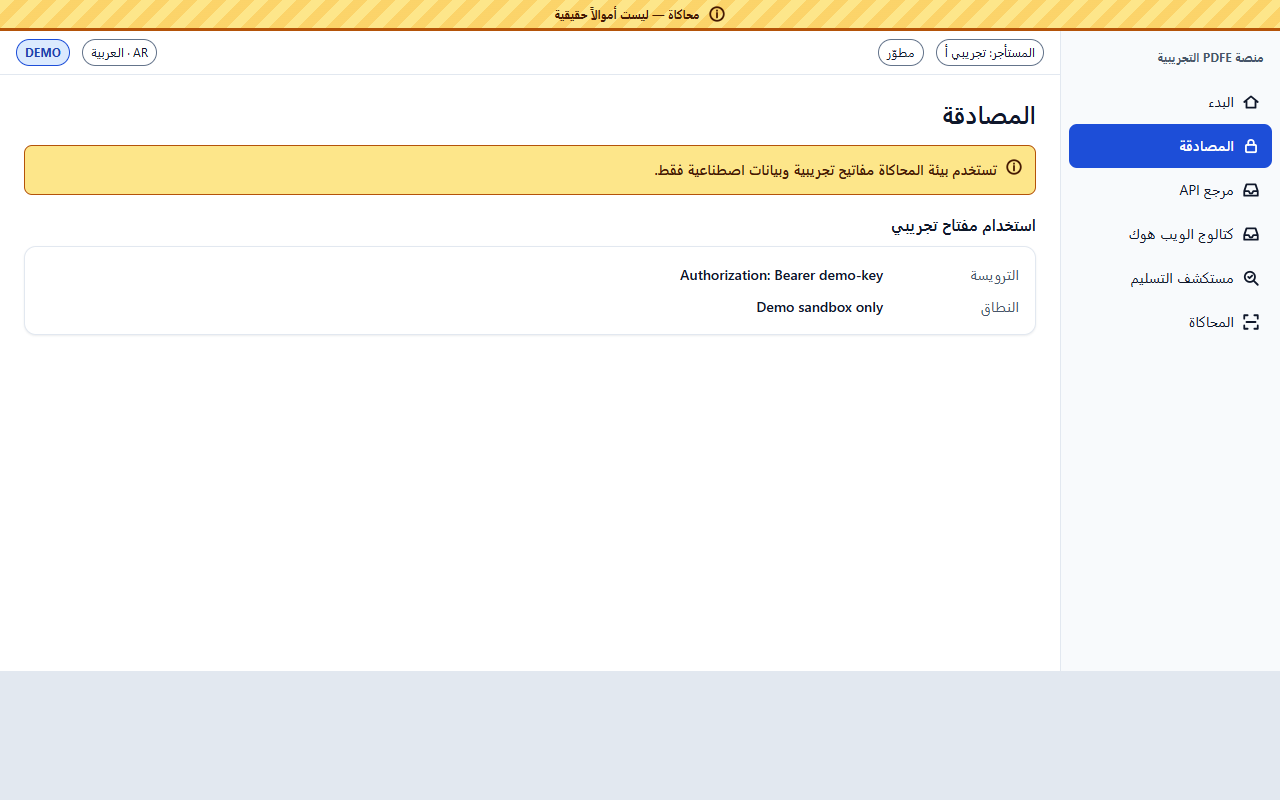 محاكاة — ليست أموالاً حقيقية
منصة PDFE التجريبية
البدء
المصادقة
مرجع API
كتالوج الويب هوك
مستكشف التسليم
المحاكاة
المستأجر: تجريبي أ
مطوّر
AR · العربية
DEMO
المصادقة
تستخدم بيئة المحاكاة مفاتيح تجريبية وبيانات اصطناعية فقط.
استخدام مفتاح تجريبي
الترويسة Authorization: Bearer demo-key
النطاق Demo sandbox only